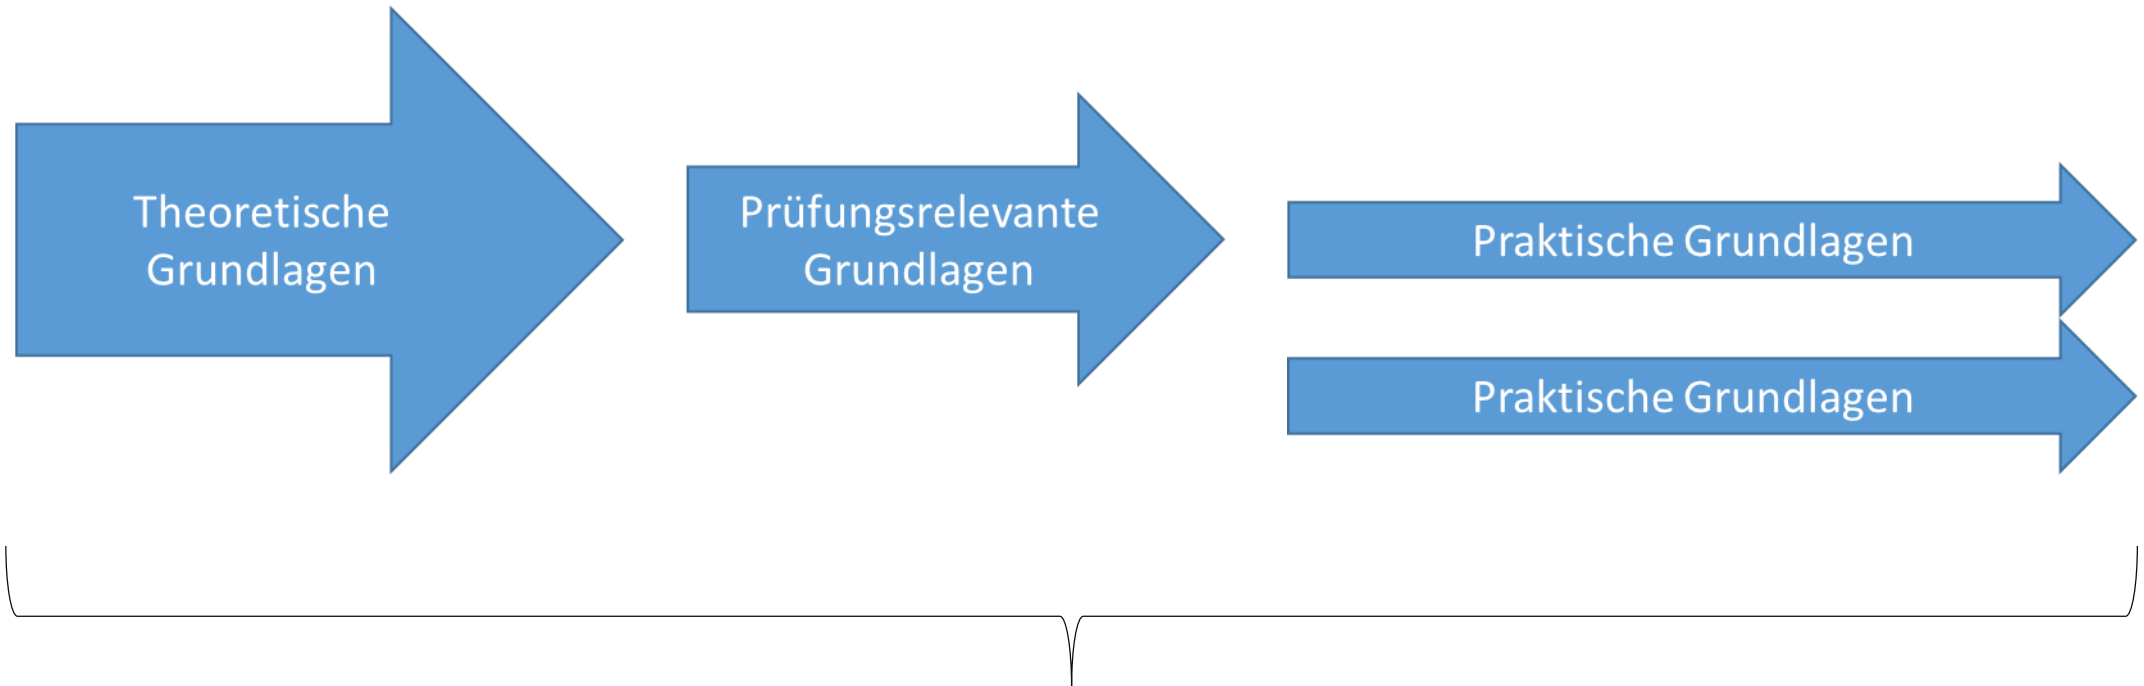 Theoretische
Grundlagen
Prüfungsrelevante
Grundlagen
Praktische Grundlagen
Praktische Grundlagen